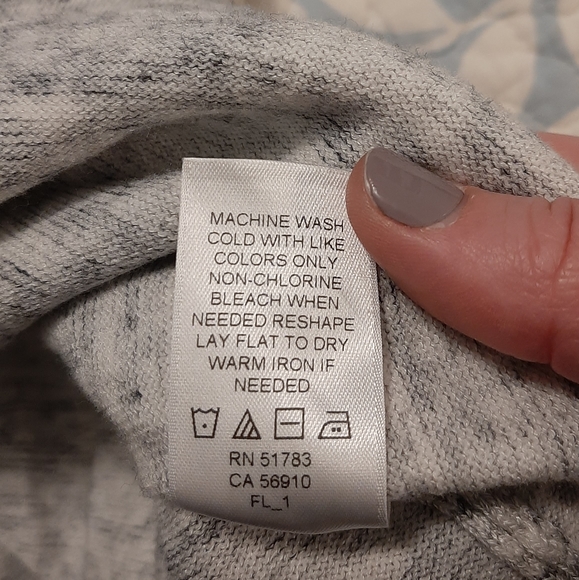 MACHINE WASH
COLD WITH LIKE
COLORS ONLY
NON-CHLORINE
BLEACH WHEN
NEEDED RESHAPE
LAY FLAT TO DRY
WARM IRON IF
NEEDED
RN 51783
CA 56910
FL_1